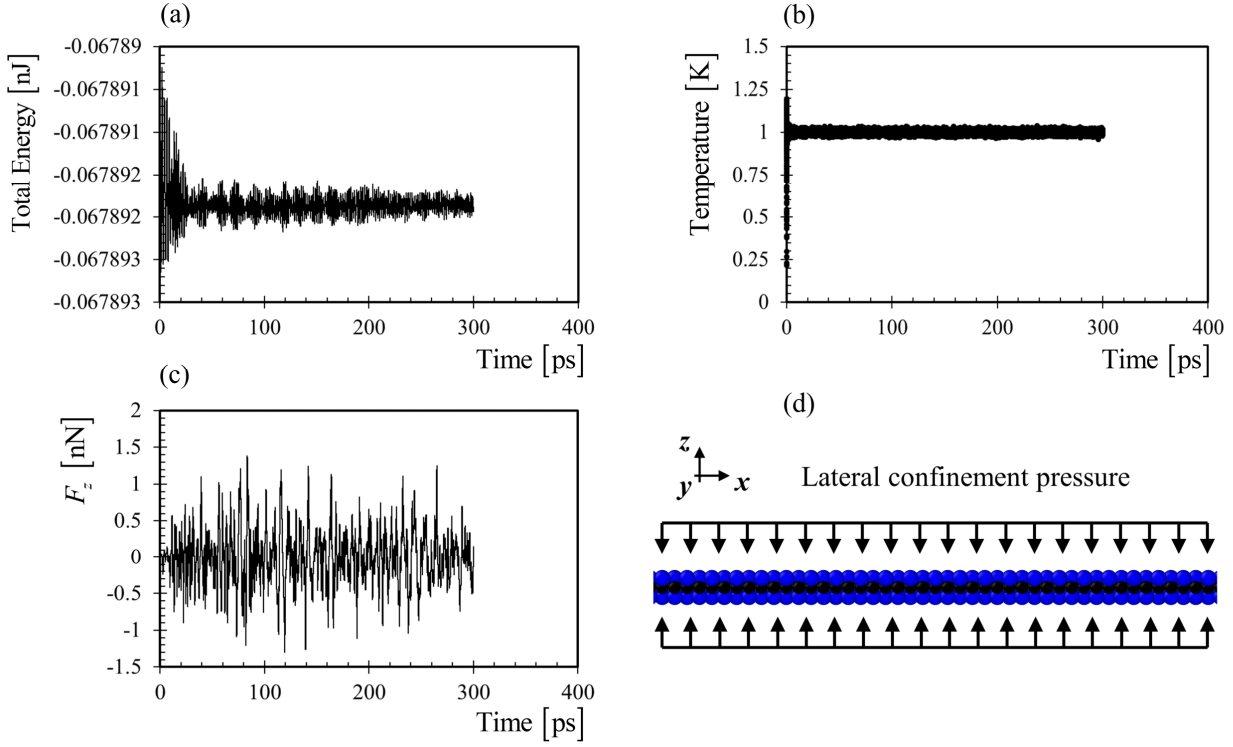 (a)
Total Energy [nJ]
-0.06789
-0.067891
-0.067891
-0.067892
-0.067892
-0.067893
-0.067893
0 100 200 300 400
Time [ps]
(b)
Temperature [K]
1.5
1.25
1
0.75
0.5
0.25
0
0 100 200 300 400
Time [ps]
(c)
F_z [nN]
2
1.5
1
0.5
0
-0.5
-1
-1.5
0 100 200 300 400
Time [ps]
(d)
z
y x
Lateral confinement pressure